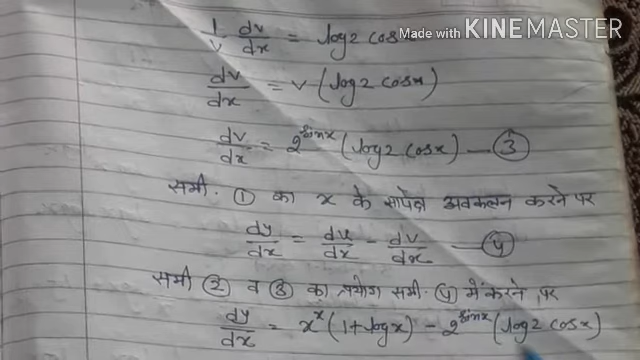 1/v dv/dx = log2 cosx
Made with KINEMASTER
dv/dx = v (log2 cosx)
dv/dx = 2^sinx (log2 cosx) — ③
समी. ① का x के सापेक्ष अवकलन करने पर
dy/dx = du/dx - dv/dx — ④
समी ② व ③ का प्रयोग समी. ④ में करने पर
dy/dx = x^x (1+logx) - 2^sinx (log2 cosx)